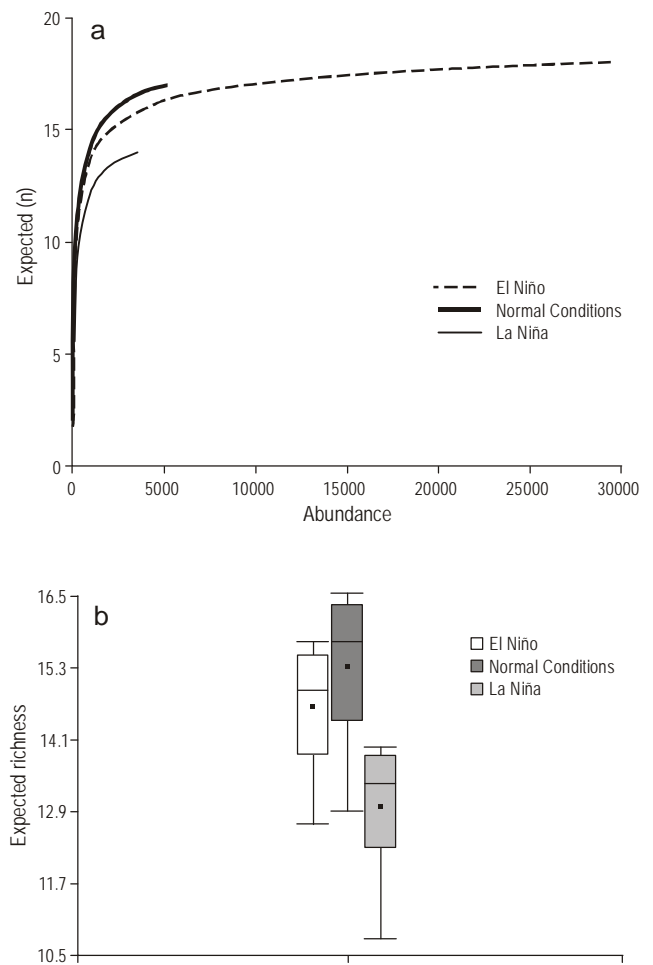 a
20
15
10
5
0
Expected (n)
El Niño
Normal Conditions
La Niña
0 5000 10000 15000 20000 25000 30000
Abundance
b
16.5
15.3
14.1
12.9
11.7
10.5
Expected richness
El Niño
Normal Conditions
La Niña